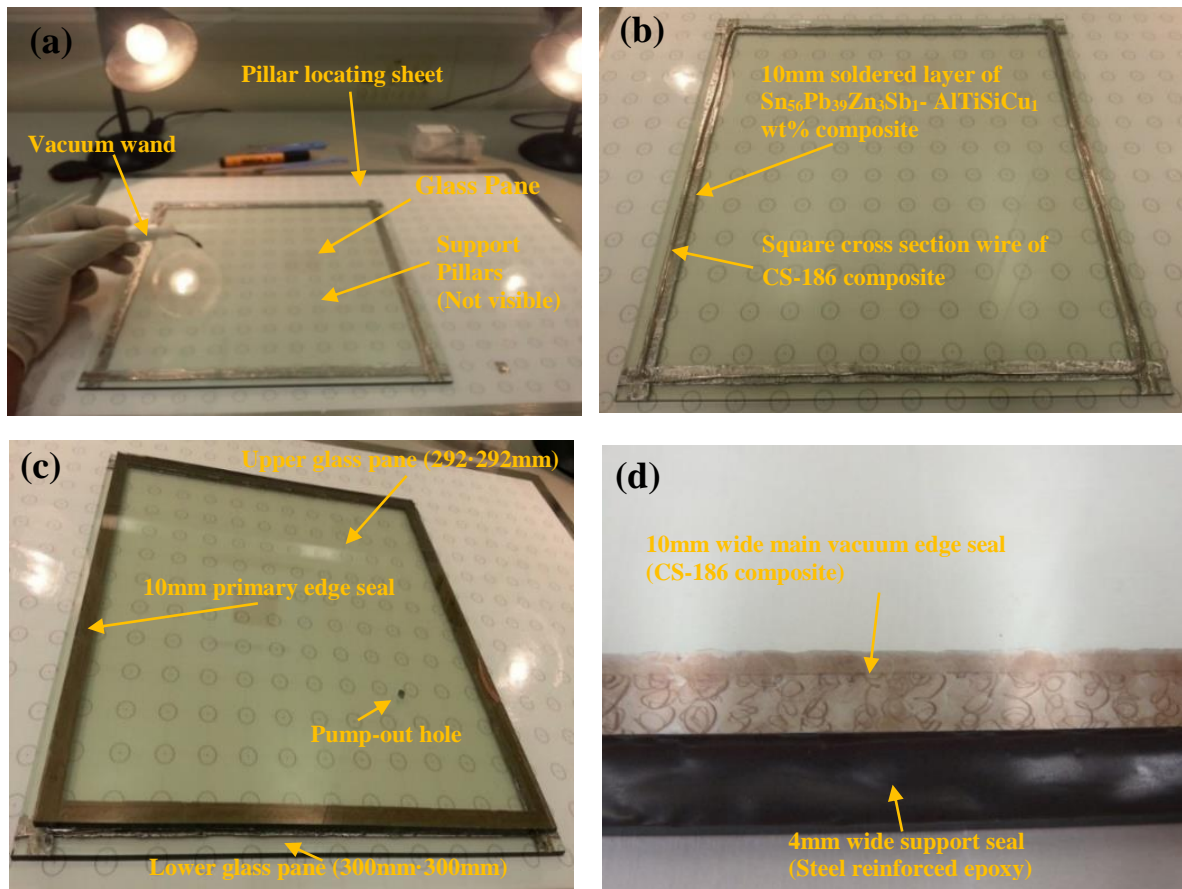 (a)
Pillar locating sheet
Vacuum wand
Glass Pane
Support
Pillars
(Not visible)
(b)
10mm soldered layer of
Sn₅₆Pb₃₉Zn₃Sb₁- AlTiSiCu₁
wt% composite
Square cross section wire of
CS-186 composite
(c)
Upper glass pane (292·292mm)
10mm primary edge seal
Pump-out hole
Lower glass pane (300mm·300mm)
(d)
10mm wide main vacuum edge seal
(CS-186 composite)
4mm wide support seal
(Steel reinforced epoxy)